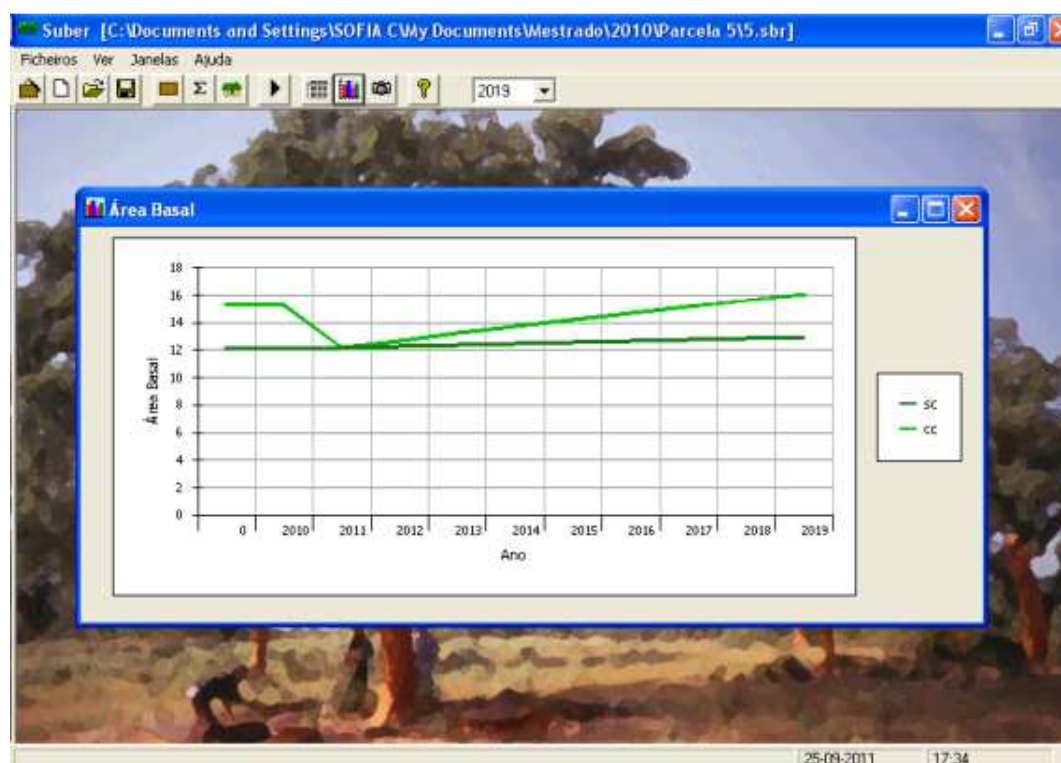 Suber [C:\Documents and Settings\SOFIA C\My Documents\Mestrado\2010\Parcela 5\5.sbr]
Ficheiros Ver Janelas Ajuda
Σ ? 2019
Área Basal
18
16
14
12
10
8
6
4
2
0
Área Basal
0 2010 2011 2012 2013 2014 2015 2016 2017 2018 2019
Ano
sc
cc
25-09-2011 17:34